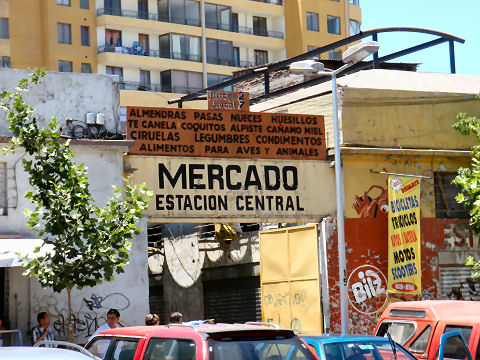 ALMENDRAS PASAS NUECES HUESILLOS
TE CANELA COQUITOS ALPISTE CAÑAMO MIEL
CIRUELAS LEGUMBRES CONDIMENTOS
ALIMENTOS PARA AVES Y ANIMALES
MERCADO
ESTACION CENTRAL
BICICLETAS
TRICICLOS
MOTOS
SCOOTERS
BIZ